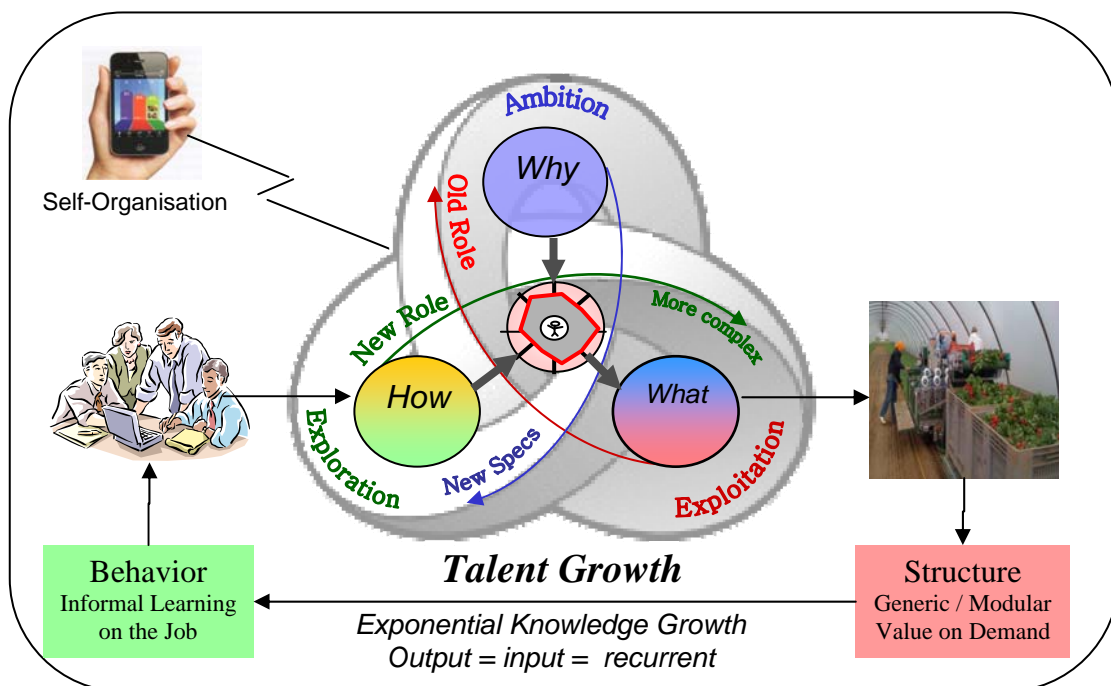 Ambition
Why
Self-Organisation
Old Role
New Role
More complex
How
What
Exploration
New Specs
Exploitation
Behavior
Informal Learning
on the Job
Talent Growth
Exponential Knowledge Growth
Output = input = recurrent
Structure
Generic / Modular
Value on Demand